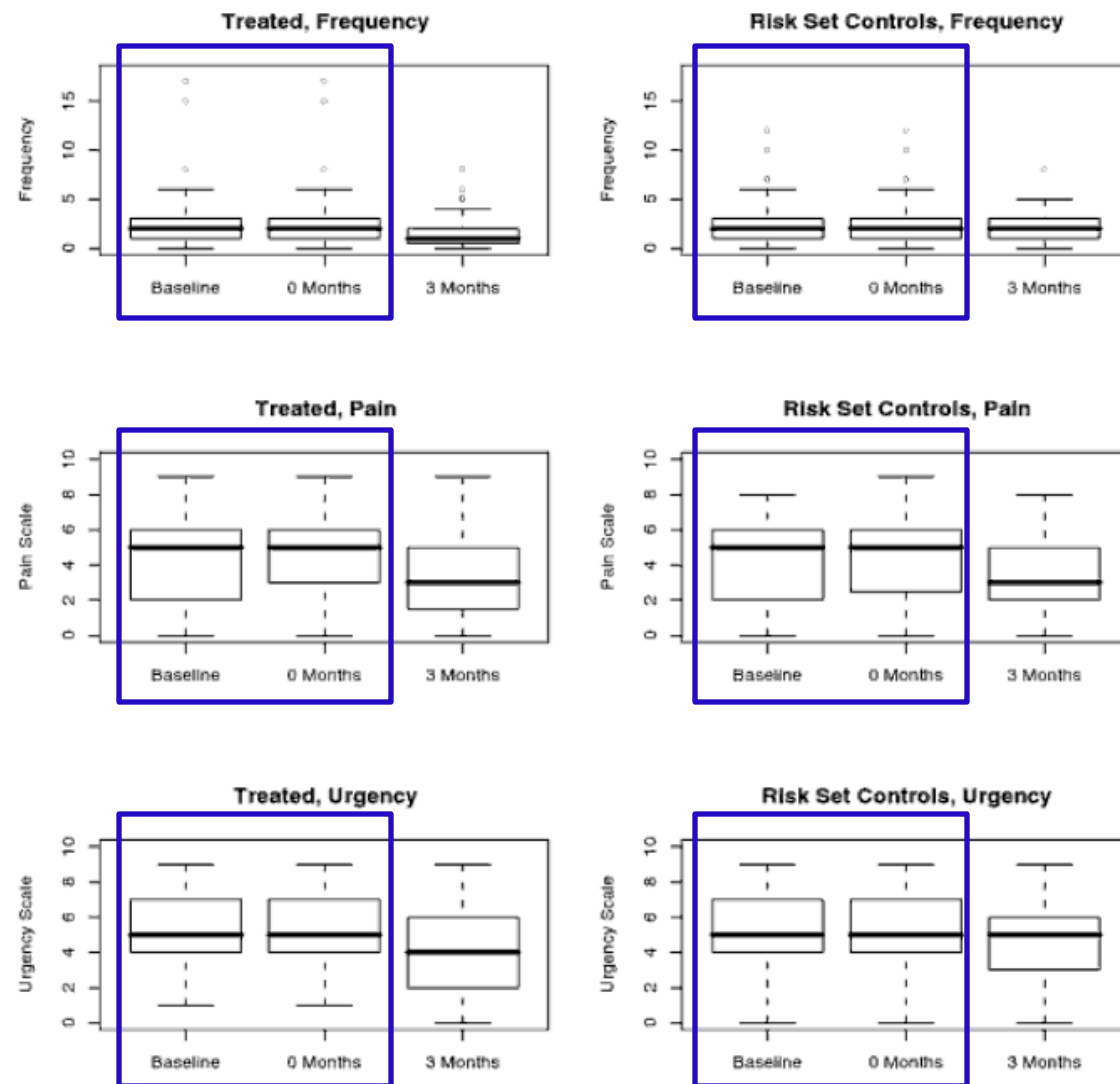 Treated, Frequency
Frequency
15
10
5
0
Baseline 0 Months 3 Months
Risk Set Controls, Frequency
Frequency
15
10
5
0
Baseline 0 Months 3 Months
Treated, Pain
Pain Scale
10
8
6
4
2
0
Baseline 0 Months 3 Months
Risk Set Controls, Pain
Pain Scale
10
8
6
4
2
0
Baseline 0 Months 3 Months
Treated, Urgency
Urgency Scale
10
8
6
4
2
0
Baseline 0 Months 3 Months
Risk Set Controls, Urgency
Urgency Scale
10
8
6
4
2
0
Baseline 0 Months 3 Months